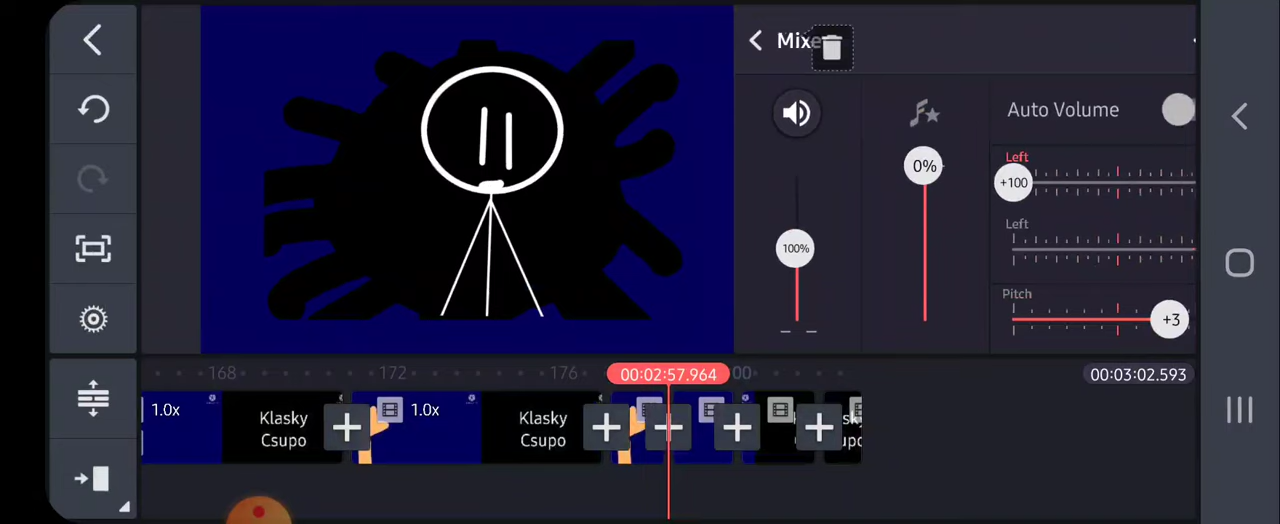 Mixe
100%
0%
Auto Volume
Left
+100
Left
Pitch
+3
168
172
176
00:02:57.964
00
00:03:02.593
1.0x
Klasky
Csupo
1.0x
Klasky
Csupo